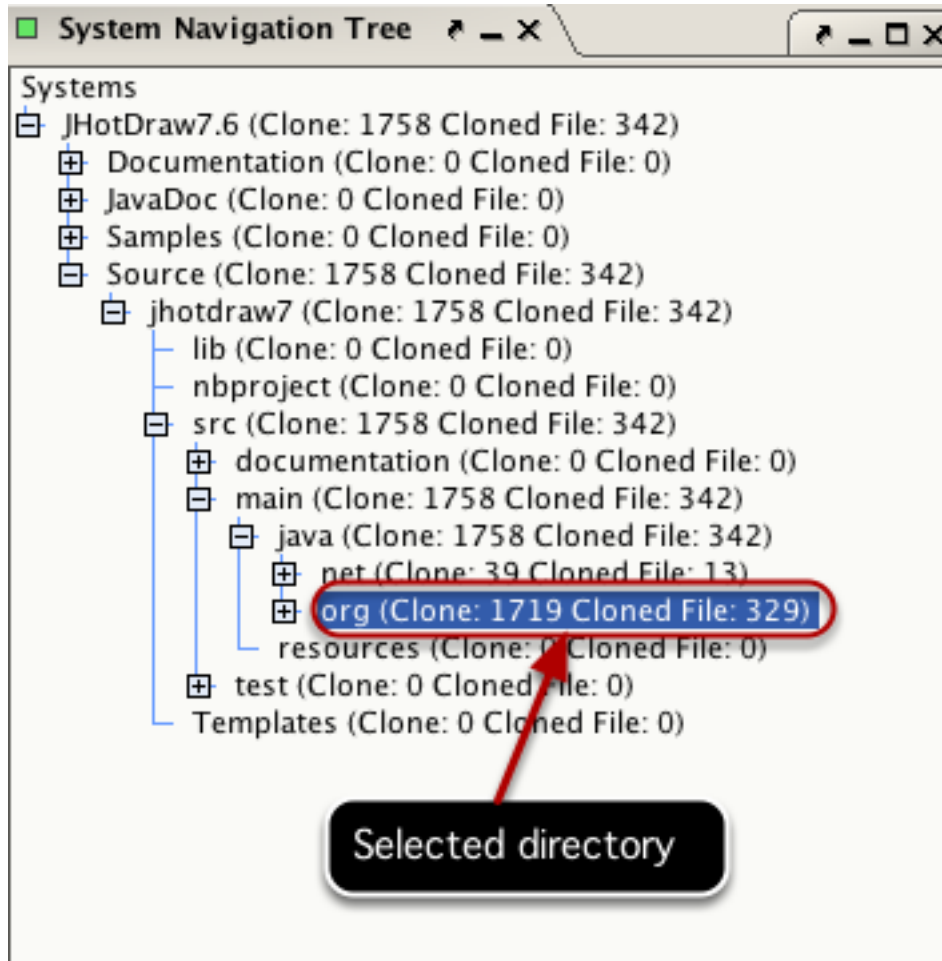 System Navigation Tree
Systems
JHotDraw7.6 (Clone: 1758 Cloned File: 342)
Documentation (Clone: 0 Cloned File: 0)
JavaDoc (Clone: 0 Cloned File: 0)
Samples (Clone: 0 Cloned File: 0)
Source (Clone: 1758 Cloned File: 342)
jhotdraw7 (Clone: 1758 Cloned File: 342)
lib (Clone: 0 Cloned File: 0)
nbproject (Clone: 0 Cloned File: 0)
src (Clone: 1758 Cloned File: 342)
documentation (Clone: 0 Cloned File: 0)
main (Clone: 1758 Cloned File: 342)
java (Clone: 1758 Cloned File: 342)
net (Clone: 39 Cloned File: 13)
org (Clone: 1719 Cloned File: 329)
resources (Clone: 0 Cloned File: 0)
test (Clone: 0 Cloned File: 0)
Templates (Clone: 0 Cloned File: 0)
Selected directory